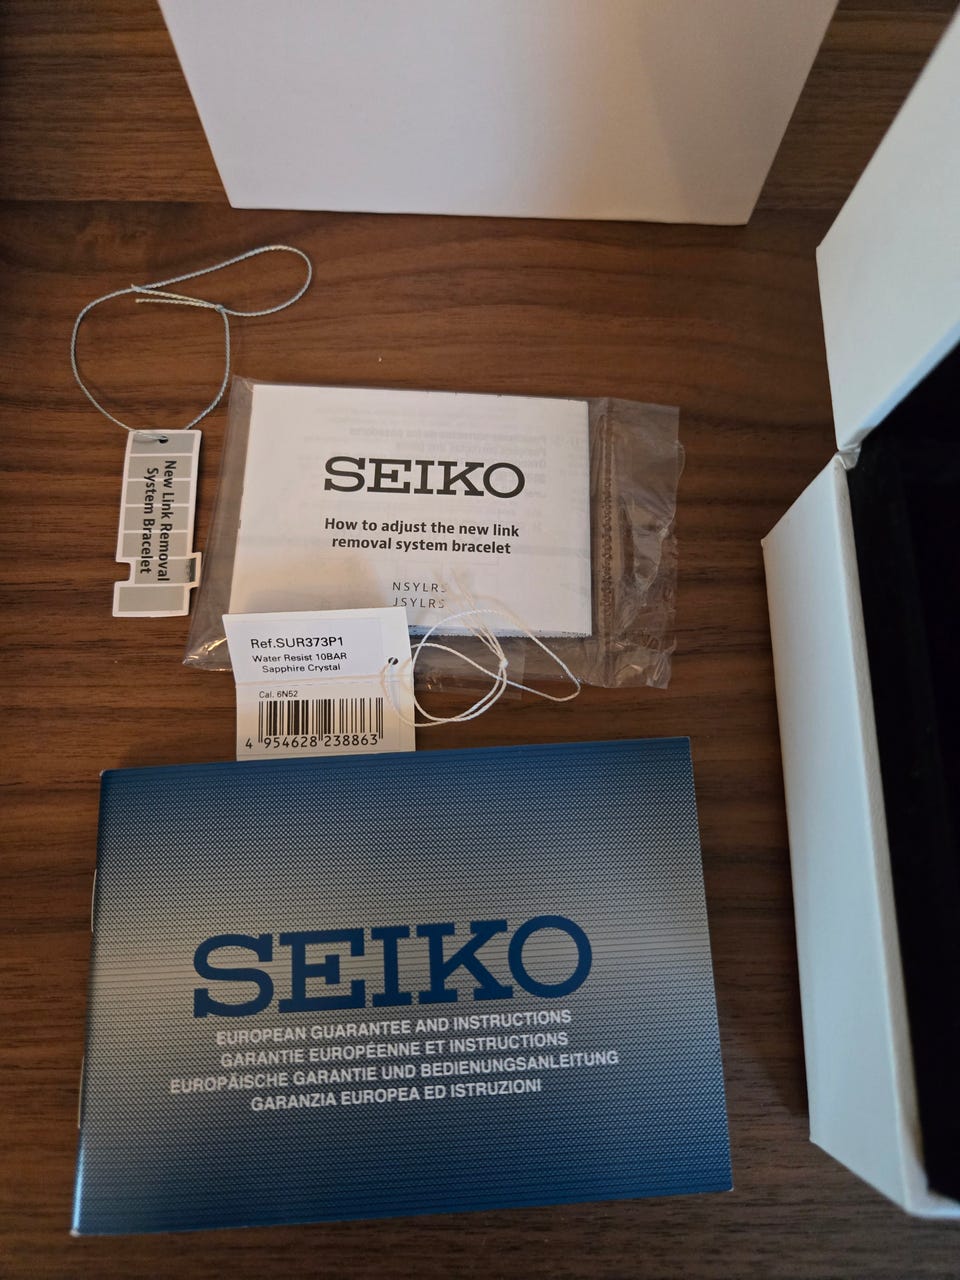 New Link Removal
System Bracelet
SEIKO
How to adjust the new link
removal system bracelet
NSYLRS
JSYLRS
Ref.SUR373P1
Water Resist 10BAR
Sapphire Crystal
Cal. 6N52
4 954628 238863
SEIKO
EUROPEAN GUARANTEE AND INSTRUCTIONS
GARANTIE EUROPÉENNE ET INSTRUCTIONS
EUROPÄISCHE GARANTIE UND BEDIENUNGSANLEITUNG
GARANZIA EUROPEA ED ISTRUZIONI